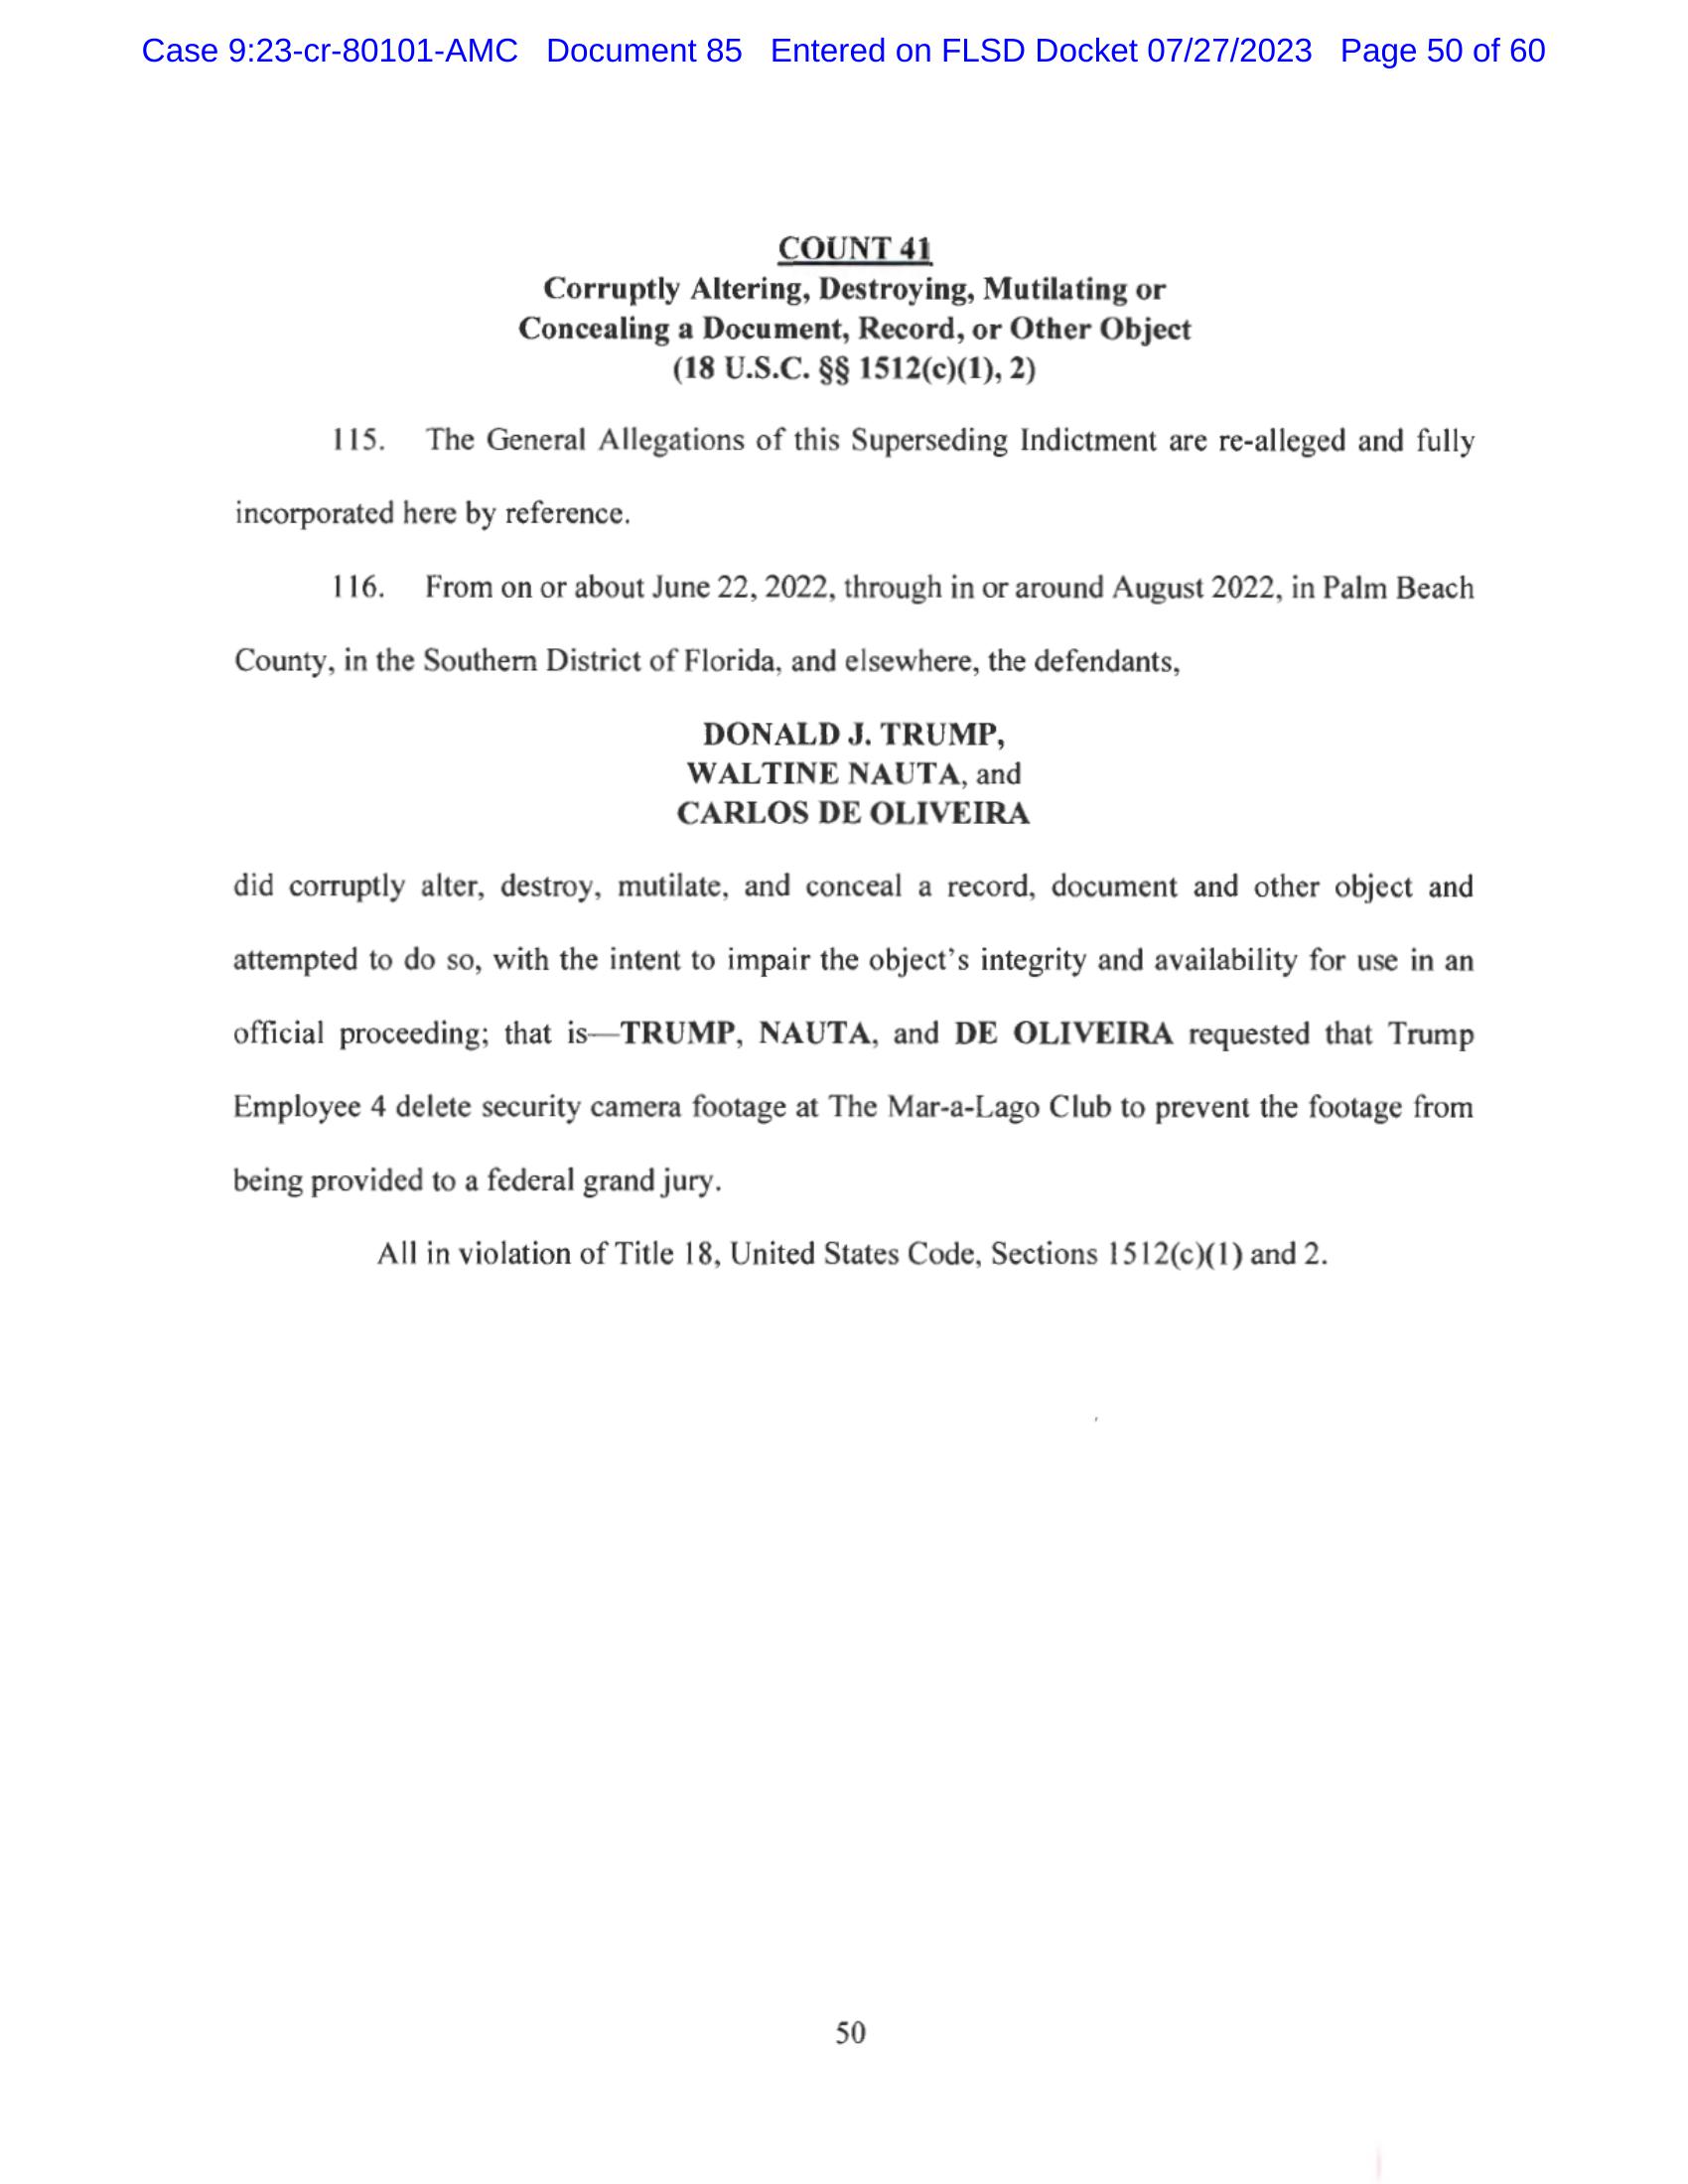 Case 9:23-cr-80101-AMC Document 85 Entered on FLSD Docket 07/27/2023 Page 50 of 60
COUNT 41
Corruptly Altering, Destroying, Mutilating or
Concealing a Document, Record, or Other Object
(18 U.S.C. §§ 1512(c)(1), 2)
115. The General Allegations of this Superseding Indictment are re-alleged and fully
incorporated here by reference.
116. From on or about June 22, 2022, through in or around August 2022, in Palm Beach
County, in the Southern District of Florida, and elsewhere, the defendants,
DONALD J. TRUMP,
WALTINE NAUTA, and
CARLOS DE OLIVEIRA
did corruptly alter, destroy, mutilate, and conceal a record, document and other object and
attempted to do so, with the intent to impair the object's integrity and availability for use in an
official proceeding; that is—TRUMP, NAUTA, and DE OLIVEIRA requested that Trump
Employee 4 delete security camera footage at The Mar-a-Lago Club to prevent the footage from
being provided to a federal grand jury.
All in violation of Title 18, United States Code, Sections 1512(c)(1) and 2.
50